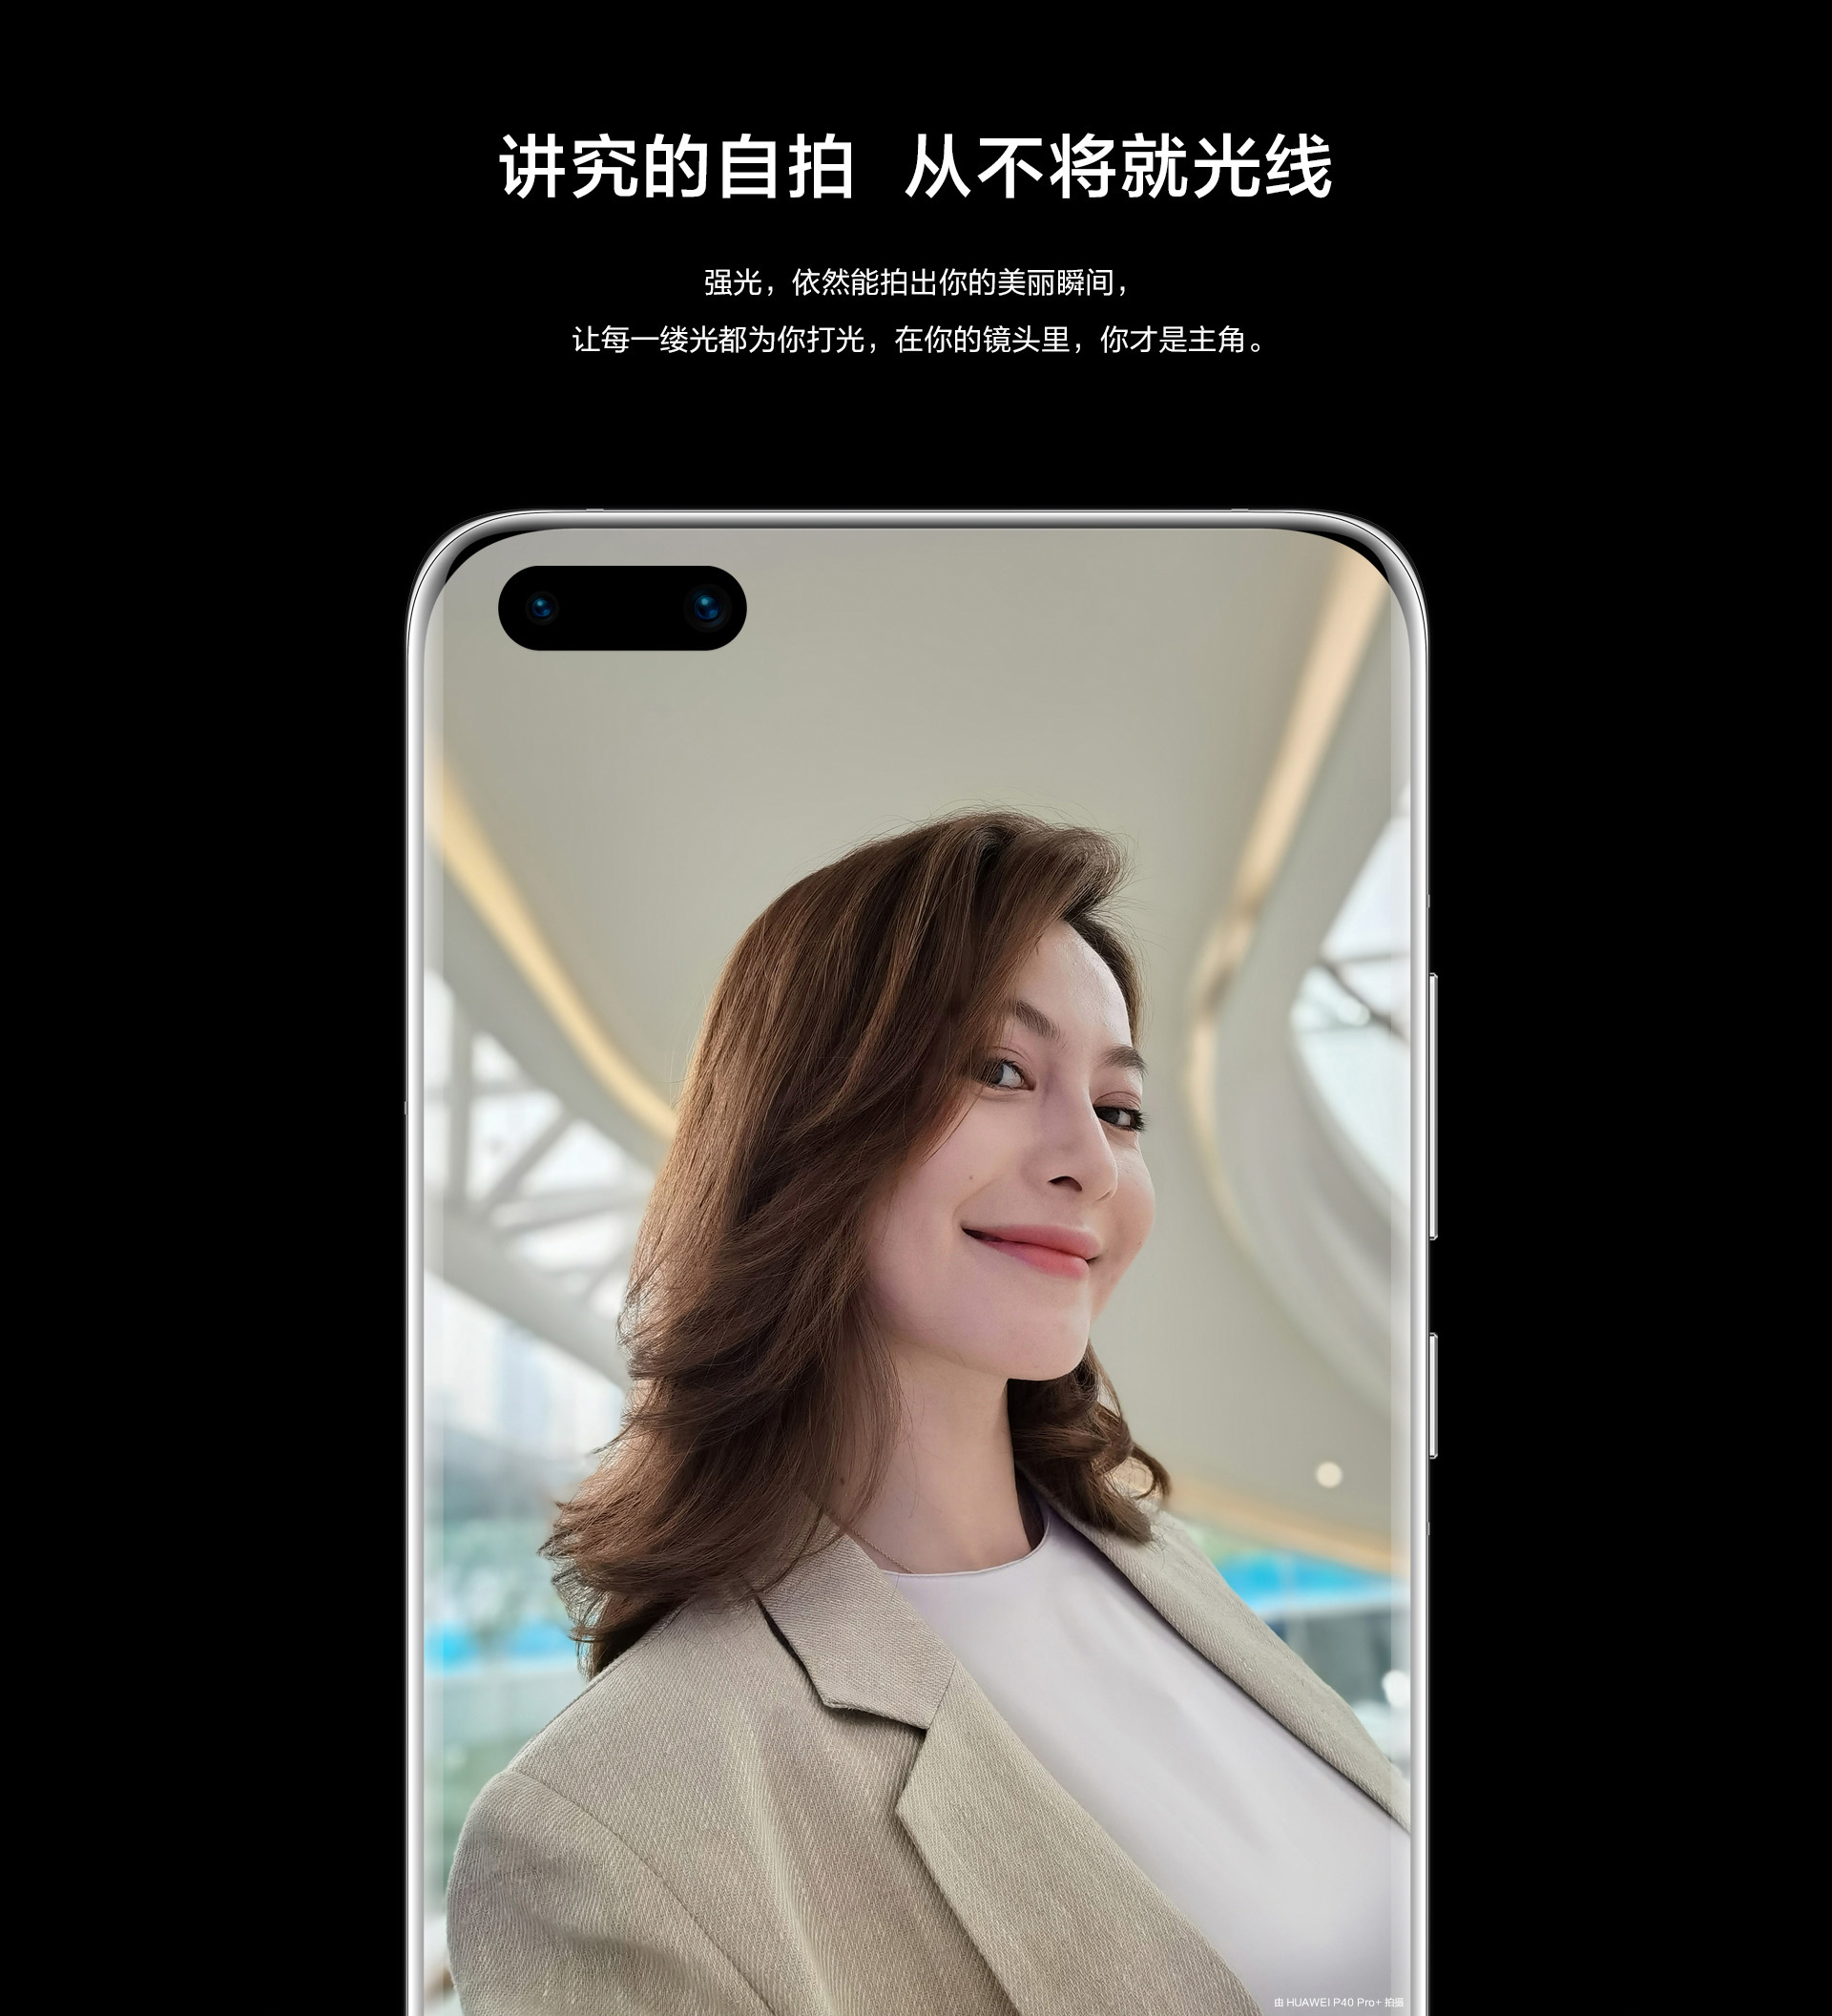 讲究的自拍 从不将就光线
强光，依然能拍出你的美丽瞬间，
让每一缕光都为你打光，在你的镜头里，你才是主角。
由 HUAWEI P40 Pro+ 拍摄